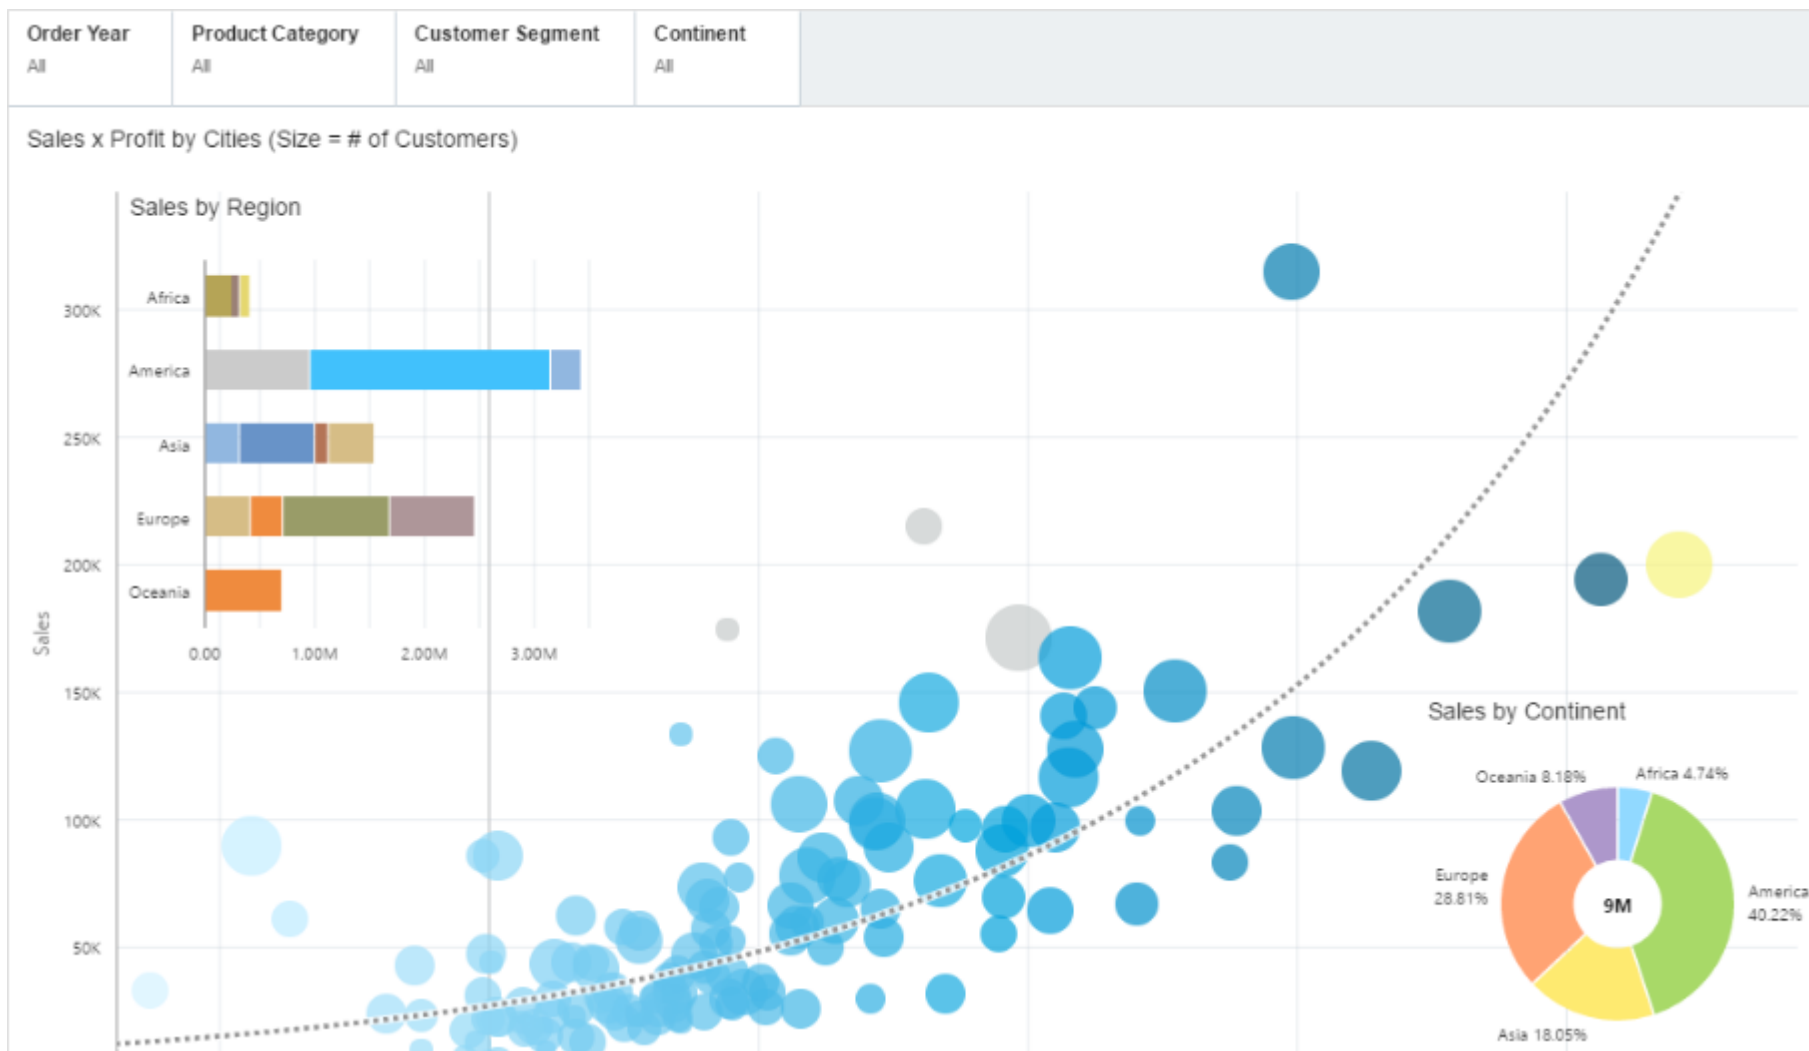 Order Year
Product Category
Customer Segment
Continent
All
All
All
All
Sales x Profit by Cities (Size = # of Customers)
Sales by Region
Africa
300K
America
250K
Asia
Europe
200K
Oceania
Sales
0.00
1.00M
2.00M
3.00M
150K
Sales by Continent
Oceania 8.18%
Africa 4.74%
100K
Europe
28.81%
9M
America
40.22%
50K
Asia 18.05%